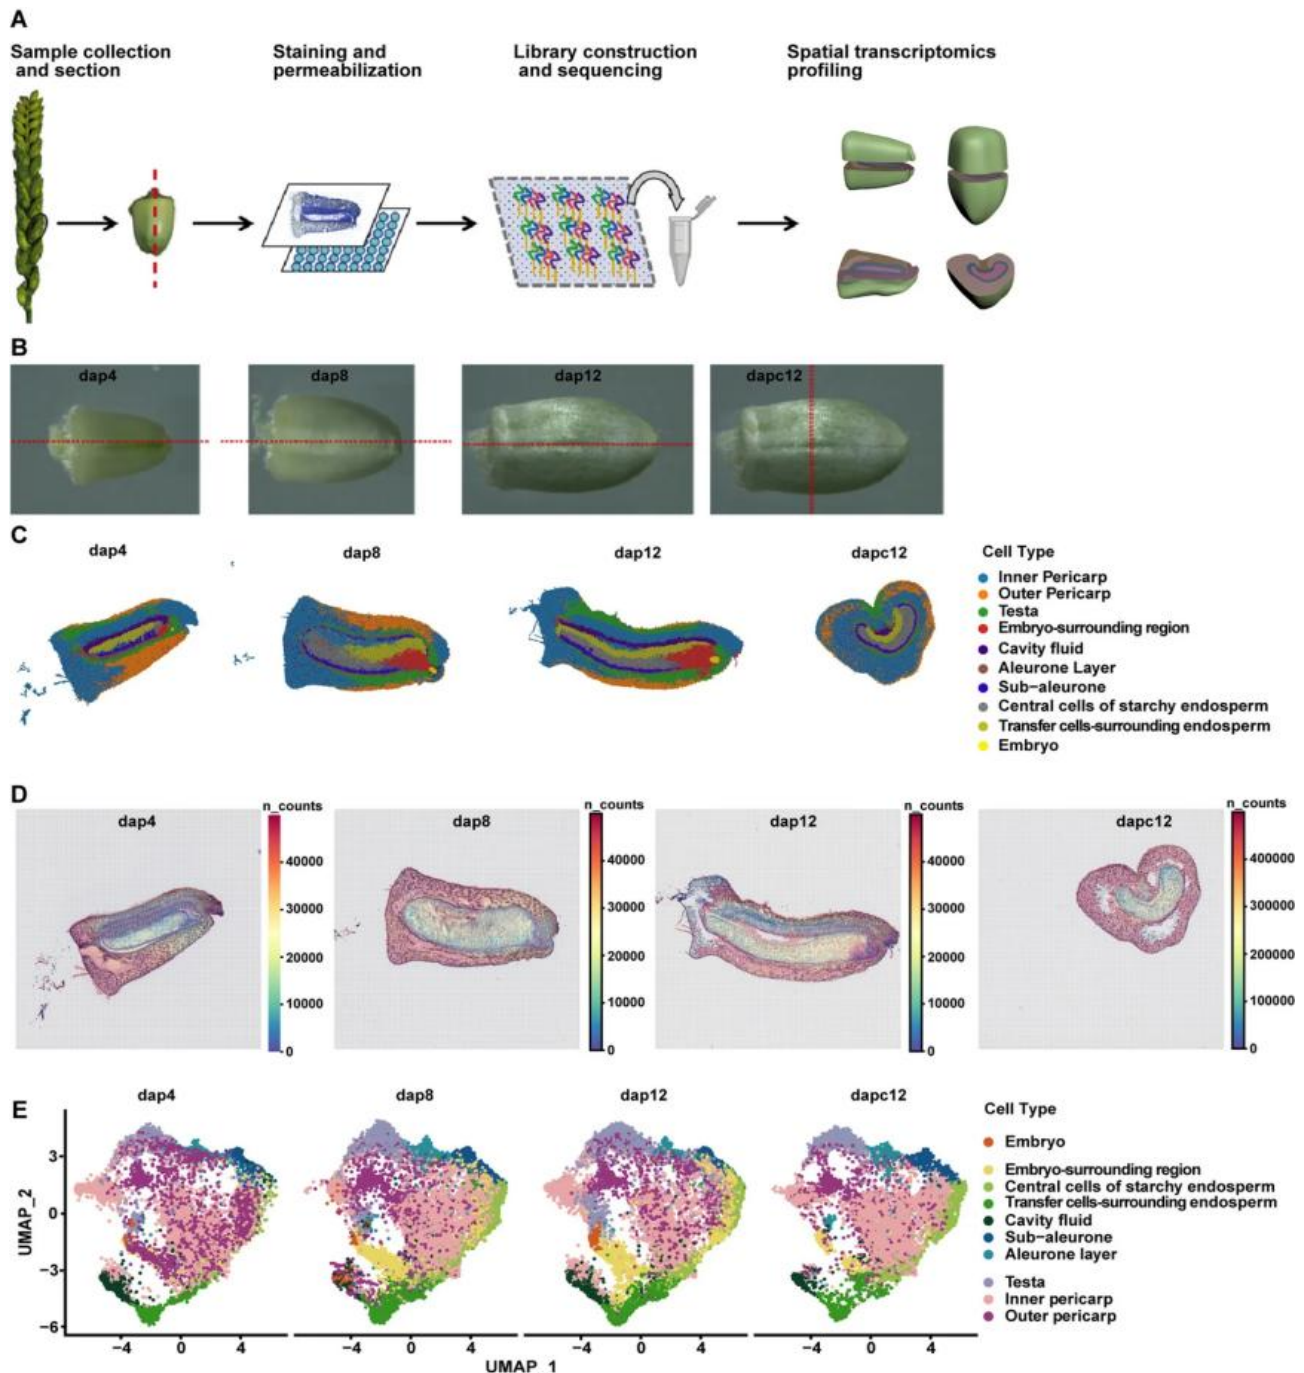 A
Sample collection
and section
Staining and
permeabilization
Library construction
and sequencing
Spatial transcriptomics
profiling
B
dap4
dap8
dap12
dapc12
C
dap4
dap8
dap12
dapc12
Cell Type
Inner Pericarp
Outer Pericarp
Testa
Embryo-surrounding region
Cavity fluid
Aleurone Layer
Sub-aleurone
Central cells of starchy endosperm
Transfer cells-surrounding endosperm
Embryo
D
dap4
n_counts
40000
30000
20000
10000
0
dap8
n_counts
40000
30000
20000
10000
0
dap12
n_counts
40000
30000
20000
10000
0
dapc12
n_counts
400000
300000
200000
100000
0
E
dap4
dap8
dap12
dapc12
UMAP_2
3
0
−3
−6
−4 0 4
−4 0 4
−4 0 4
−4 0 4
UMAP_1
Cell Type
Embryo
Embryo-surrounding region
Central cells of starchy endosperm
Transfer cells-surrounding endosperm
Cavity fluid
Sub−aleurone
Aleurone layer
Testa
Inner pericarp
Outer pericarp